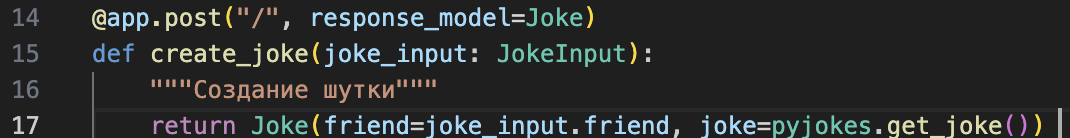 14 @app.post("/", response_model=Joke)
15 def create_joke(joke_input: JokeInput):
16 """Создание шутки"""
17 return Joke(friend=joke_input.friend, joke=pyjokes.get_joke())